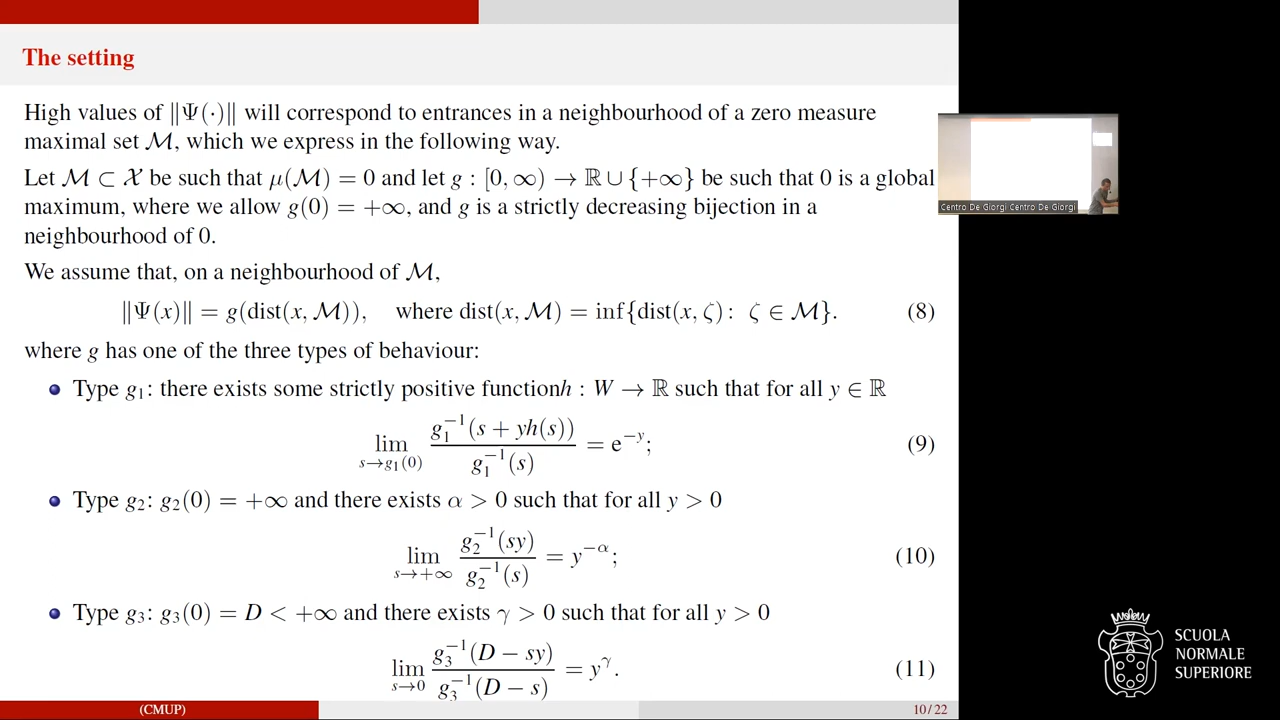 The setting
High values of ‖Ψ(·)‖ will correspond to entrances in a neighbourhood of a zero measure
maximal set ℳ, which we express in the following way.
Let ℳ ⊂ 𝒳 be such that μ(ℳ) = 0 and let g : [0, ∞) → ℝ ∪ {+∞} be such that 0 is a global
maximum, where we allow g(0) = +∞, and g is a strictly decreasing bijection in a
neighbourhood of 0.
We assume that, on a neighbourhood of ℳ,
‖Ψ(x)‖ = g(dist(x, ℳ)), where dist(x, ℳ) = inf{dist(x, ζ) : ζ ∈ ℳ}. (8)
where g has one of the three types of behaviour:
Type g₁: there exists some strictly positive functionh : W → ℝ such that for all y ∈ ℝ
lim_{s→g₁(0)} g₁⁻¹(s + yh(s)) / g₁⁻¹(s) = e^{−y}; (9)
Type g₂: g₂(0) = +∞ and there exists α > 0 such that for all y > 0
lim_{s→+∞} g₂⁻¹(sy) / g₂⁻¹(s) = y^{−α}; (10)
Type g₃: g₃(0) = D < +∞ and there exists γ > 0 such that for all y > 0
lim_{s→0} g₃⁻¹(D − sy) / g₃⁻¹(D − s) = y^γ. (11)
(CMUP) 10 / 22
Centro De Giorgi Centro De Giorgi
SCUOLA
NORMALE
SUPERIORE